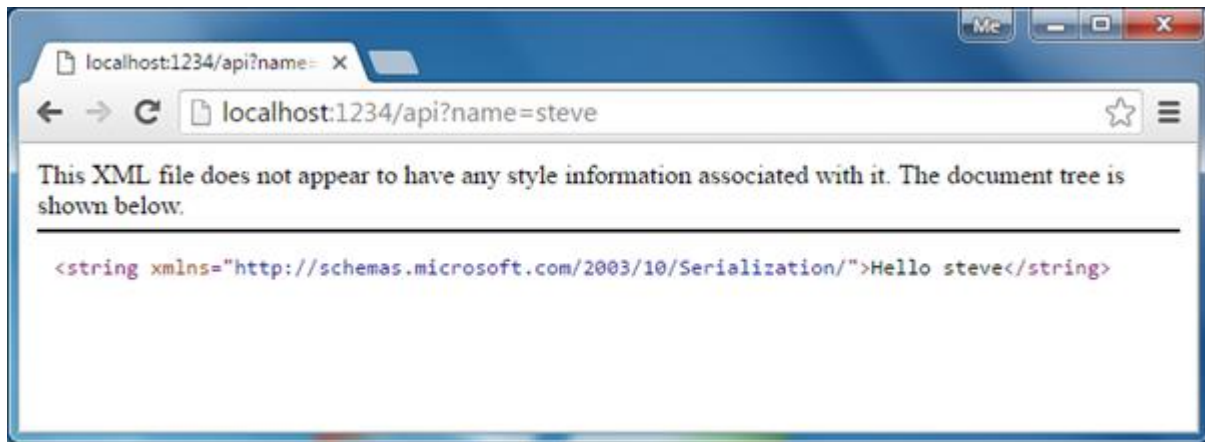 Me
localhost:1234/api?name=
localhost:1234/api?name=steve
This XML file does not appear to have any style information associated with it. The document tree is
shown below.
<string xmlns="http://schemas.microsoft.com/2003/10/Serialization/">Hello steve</string>